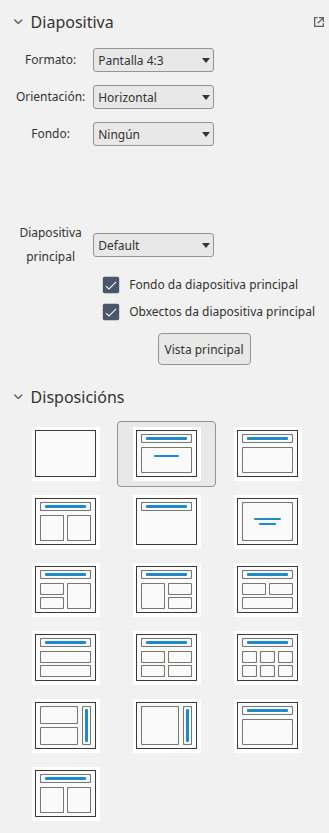 Diapositiva
Formato: Pantalla 4:3
Orientación: Horizontal
Fondo: Ningún
Diapositiva
principal
Default
Fondo da diapositiva principal
Obxectos da diapositiva principal
Vista principal
Disposicións